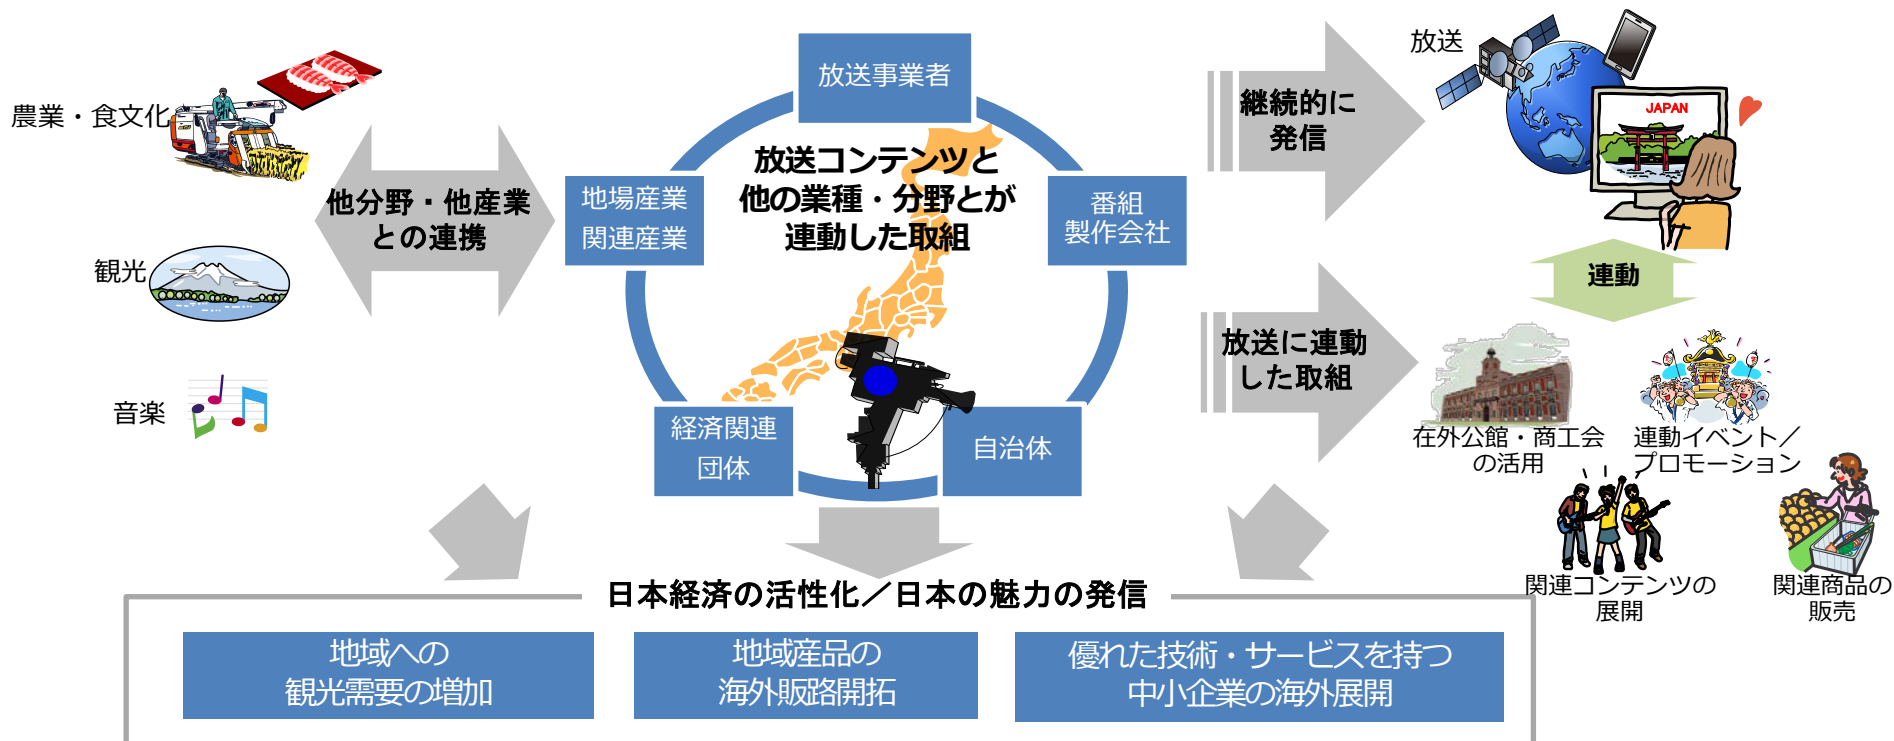 農業・食文化
観光
音楽
他分野・他産業
との連携
放送事業者
地場産業
関連産業
番組
製作会社
経済関連
団体
自治体
放送コンテンツと
他の業種・分野とが
連動した取組
継続的に
発信
放送に連動
した取組
放送
JAPAN
連動
在外公館・商工会
の活用
連動イベント／
プロモーション
関連コンテンツの
展開
関連商品の
販売
日本経済の活性化／日本の魅力の発信
地域への
観光需要の増加
地域産品の
海外販路開拓
優れた技術・サービスを持つ
中小企業の海外展開